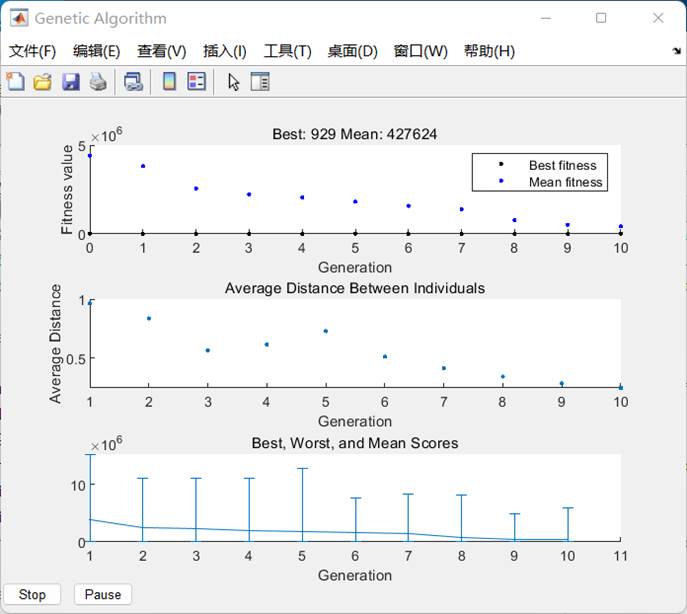 Genetic Algorithm
文件(F) 编辑(E) 查看(V) 插入(I) 工具(T) 桌面(D) 窗口(W) 帮助(H)
×10^6
Best: 929 Mean: 427624
Fitness value
5
0
Best fitness
Mean fitness
0 1 2 3 4 5 6 7 8 9 10
Generation
Average Distance Between Individuals
Average Distance
1
0.5
1 2 3 4 5 6 7 8 9 10
Generation
×10^6
Best, Worst, and Mean Scores
10
0
1 2 3 4 5 6 7 8 9 10 11
Generation
Stop Pause